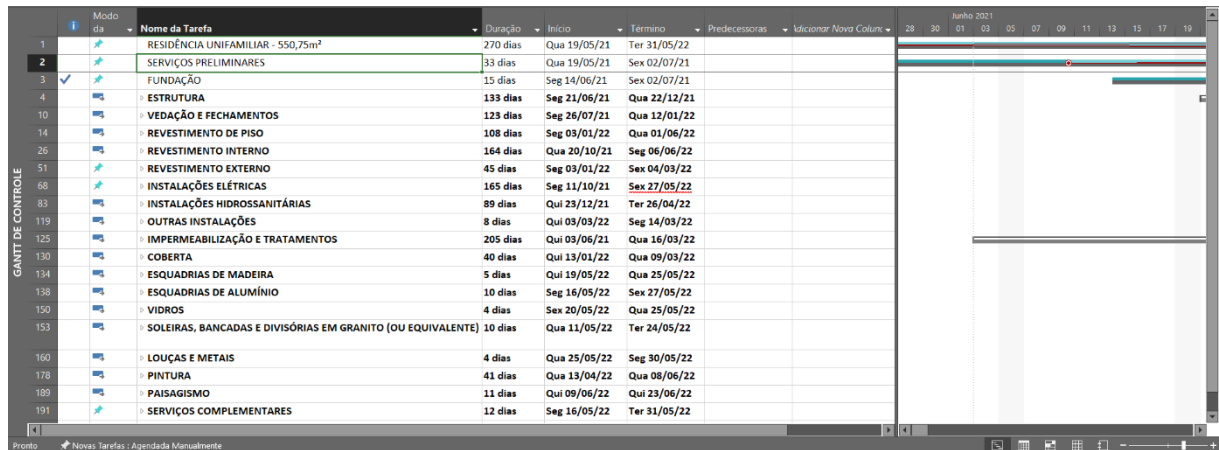 Modo
da Nome da Tarefa Duração Início Término Predecessoras Adicionar Nova Coluna
Junho 2021
28 30 01 03 05 07 09 11 13 15 17 19
1 RESIDÊNCIA UNIFAMILIAR - 550,75m² 270 dias Qua 19/05/21 Ter 31/05/22
2 SERVIÇOS PRELIMINARES 33 dias Qua 19/05/21 Sex 02/07/21
3 FUNDAÇÃO 15 dias Seg 14/06/21 Sex 02/07/21
4 ESTRUTURA 133 dias Seg 21/06/21 Qua 22/12/21
10 VEDAÇÃO E FECHAMENTOS 123 dias Seg 26/07/21 Qua 12/01/22
14 REVESTIMENTO DE PISO 108 dias Seg 03/01/22 Qua 01/06/22
26 REVESTIMENTO INTERNO 164 dias Qua 20/10/21 Seg 06/06/22
51 REVESTIMENTO EXTERNO 45 dias Seg 03/01/22 Sex 04/03/22
68 INSTALAÇÕES ELÉTRICAS 165 dias Seg 11/10/21 Sex 27/05/22
83 INSTALAÇÕES HIDROSSANITÁRIAS 89 dias Qui 23/12/21 Ter 26/04/22
119 OUTRAS INSTALAÇÕES 8 dias Qui 03/03/22 Seg 14/03/22
125 IMPERMEABILIZAÇÃO E TRATAMENTOS 205 dias Qui 03/06/21 Qua 16/03/22
130 COBERTA 40 dias Qui 13/01/22 Qua 09/03/22
134 ESQUADRIAS DE MADEIRA 5 dias Qui 19/05/22 Qua 25/05/22
138 ESQUADRIAS DE ALUMÍNIO 10 dias Seg 16/05/22 Sex 27/05/22
150 VIDROS 4 dias Sex 20/05/22 Qua 25/05/22
153 SOLEIRAS, BANCADAS E DIVISÓRIAS EM GRANITO (OU EQUIVALENTE) 10 dias Qua 11/05/22 Ter 24/05/22
160 LOUÇAS E METAIS 4 dias Qua 25/05/22 Seg 30/05/22
178 PINTURA 41 dias Qua 13/04/22 Qua 08/06/22
189 PAISAGISMO 11 dias Qui 09/06/22 Qui 23/06/22
191 SERVIÇOS COMPLEMENTARES 12 dias Seg 16/05/22 Ter 31/05/22
GANTT DE CONTROLE
Pronto Novas Tarefas : Agendada Manualmente